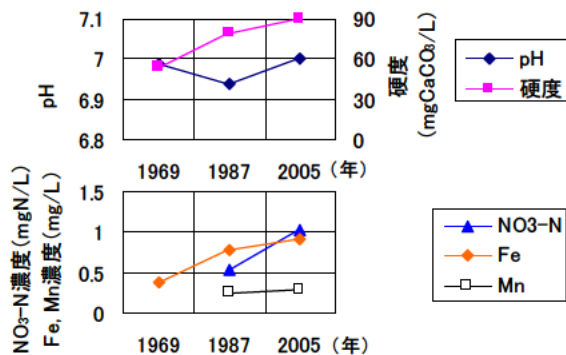 7.1
7
6.9
6.8
pH
90
60
30
0
硬度
(mgCaCO3/L)
pH
硬度
1969 1987 2005 (年)
1.5
1
0.5
0
NO3-N濃度(mgN/L)
Fe, Mn濃度(mg/L)
NO3-N
Fe
Mn
1969 1987 2005 (年)